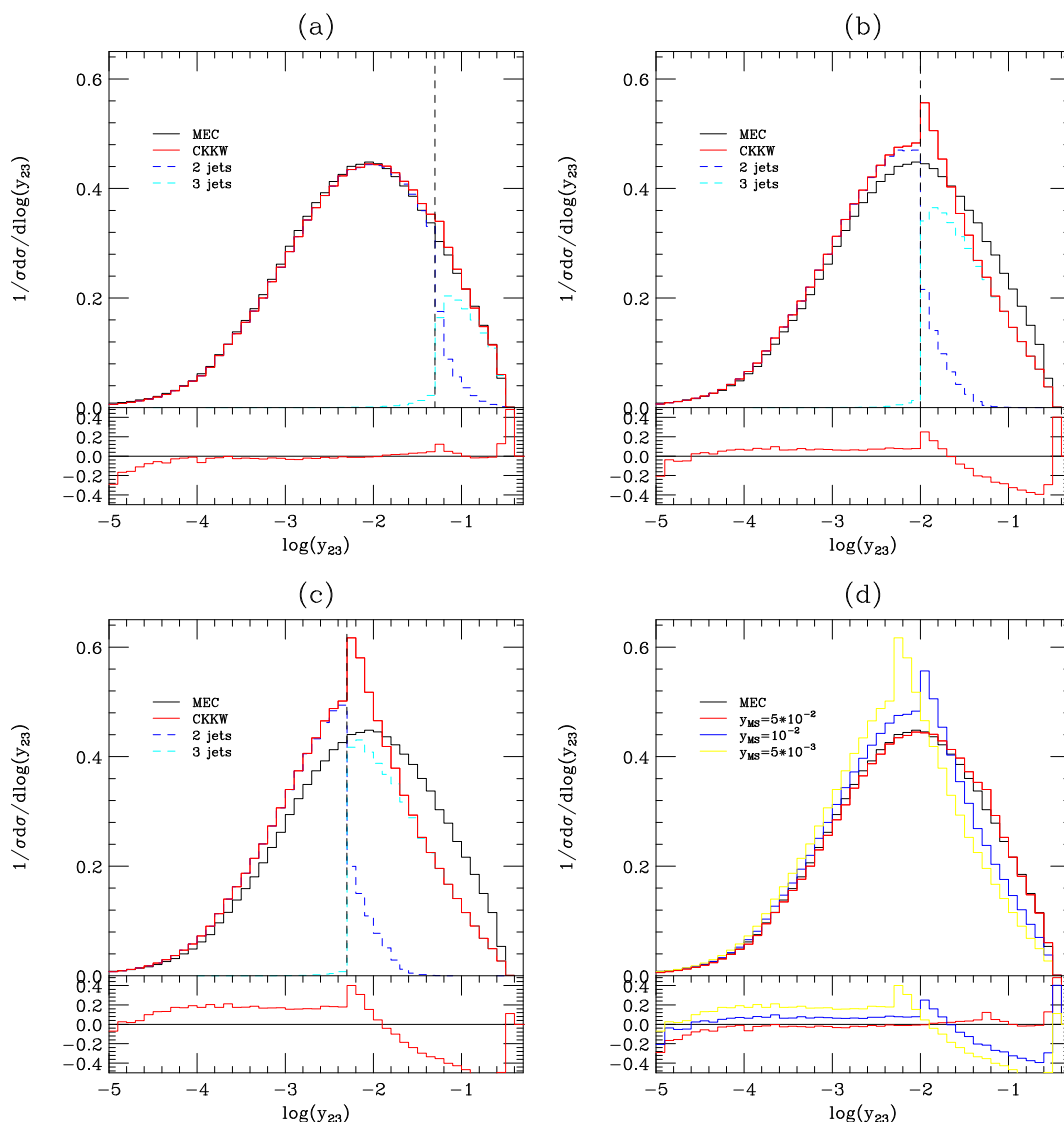 (a)
1/σdσ/dlog(y23)
0.6
0.4
0.2
0.0
MEC
CKKW
2 jets
3 jets
0.4
0.2
0.0
−0.2
−0.4
−5 −4 −3 −2 −1
log(y23)
(b)
1/σdσ/dlog(y23)
0.6
0.4
0.2
0.0
MEC
CKKW
2 jets
3 jets
0.4
0.2
0.0
−0.2
−0.4
−5 −4 −3 −2 −1
log(y23)
(c)
1/σdσ/dlog(y23)
0.6
0.4
0.2
0.0
MEC
CKKW
2 jets
3 jets
0.4
0.2
0.0
−0.2
−0.4
−5 −4 −3 −2 −1
log(y23)
(d)
1/σdσ/dlog(y23)
0.6
0.4
0.2
0.0
MEC
yMS=5*10−2
yMS=10−2
yMS=5*10−3
0.4
0.2
0.0
−0.2
−0.4
−5 −4 −3 −2 −1
log(y23)